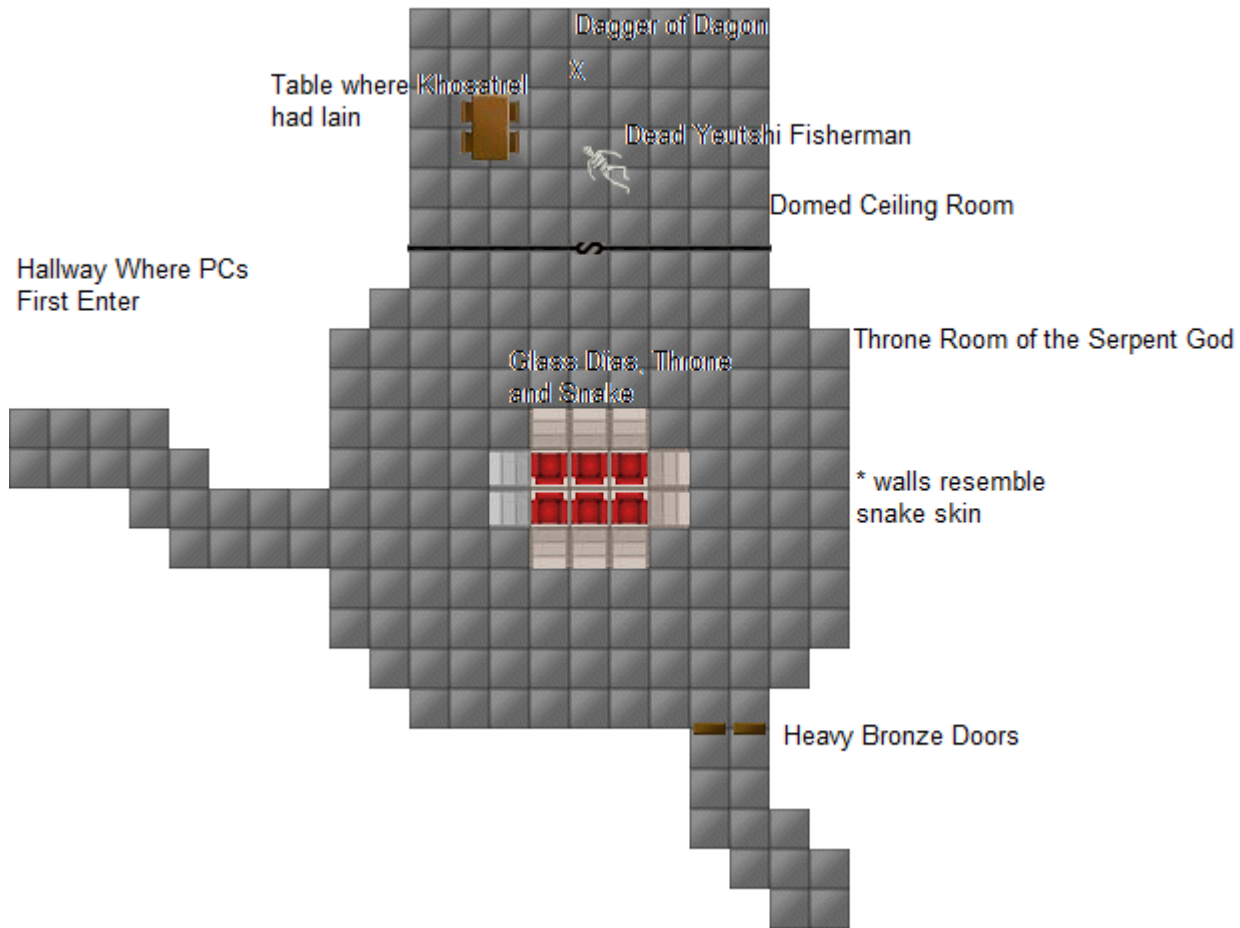 Dagger of Dagon
X
Table where Khosatrel
had lain
Dead Yeutshi Fisherman
Domed Ceiling Room
S
Hallway Where PCs
First Enter
Throne Room of the Serpent God
Glass Dias, Throne
and Snake
* walls resemble
snake skin
Heavy Bronze Doors